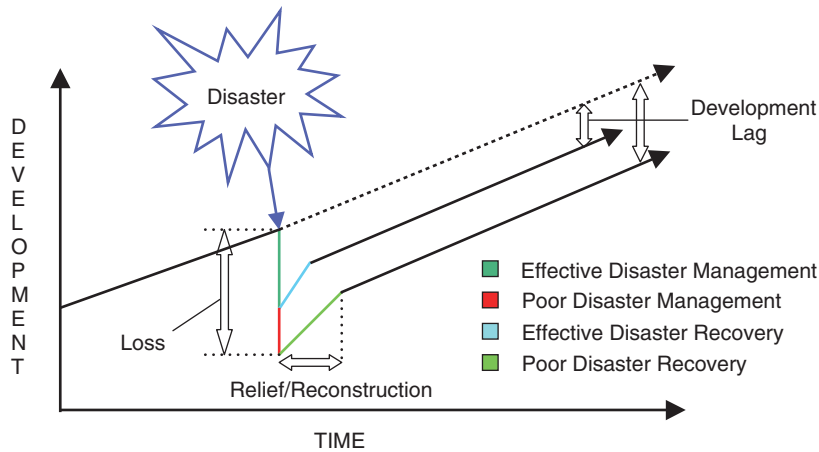 Disaster
DEVELOPMENT
Development
Lag
Effective Disaster Management
Poor Disaster Management
Effective Disaster Recovery
Poor Disaster Recovery
Loss
Relief/Reconstruction
TIME